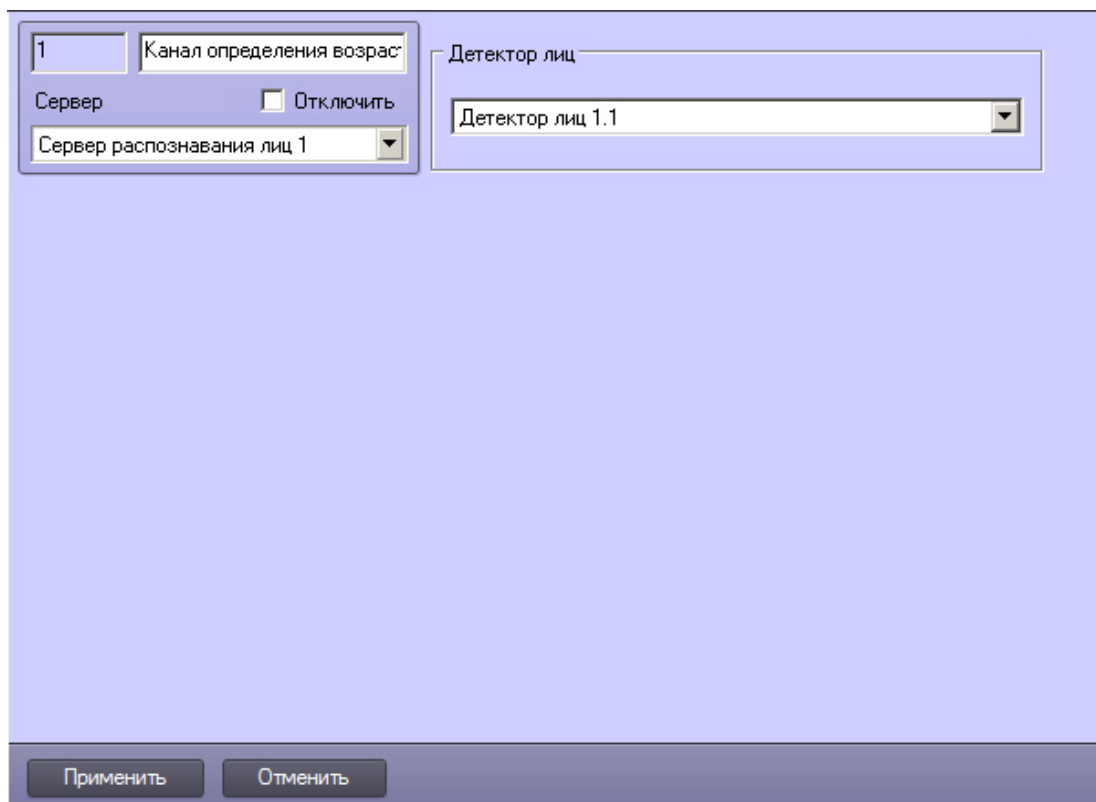 1
Канал определения возраст
Сервер
Отключить
Сервер распознавания лиц 1
Детектор лиц
Детектор лиц 1.1
Применить
Отменить